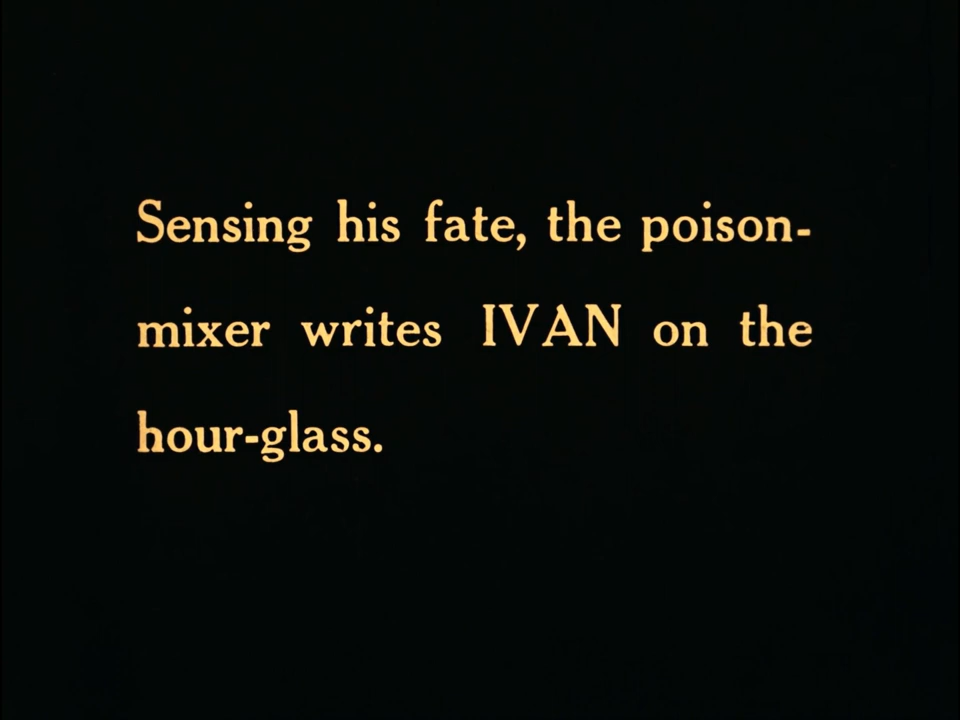 Sensing his fate, the poison-
mixer writes IVAN on the
hour-glass.